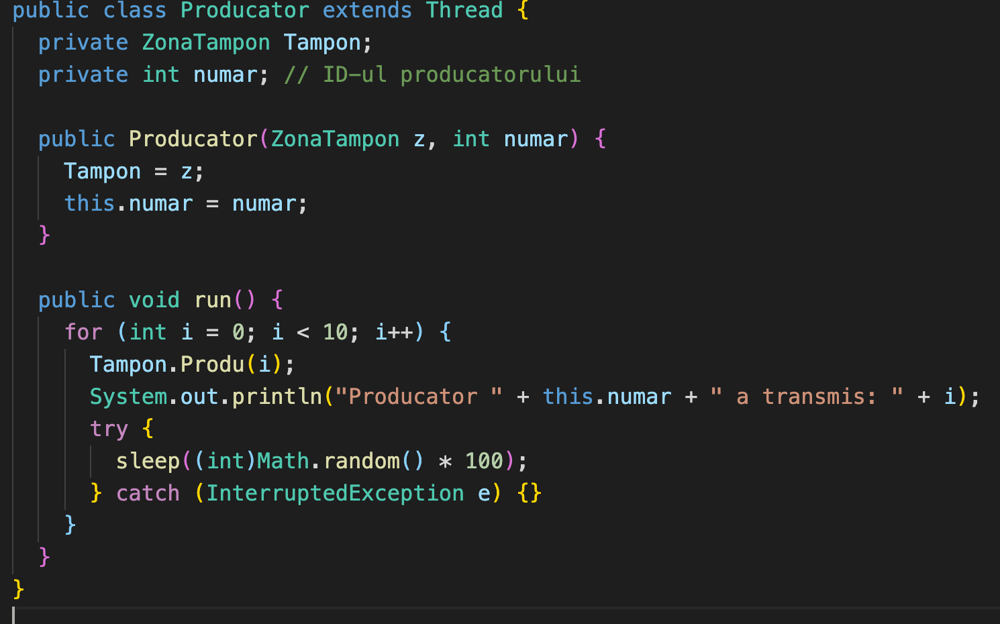 public class Producator extends Thread {
  private ZonaTampon Tampon;
  private int numar; // ID-ul producatorului

  public Producator(ZonaTampon z, int numar) {
    Tampon = z;
    this.numar = numar;
  }

  public void run() {
    for (int i = 0; i < 10; i++) {
      Tampon.Produ(i);
      System.out.println("Producator " + this.numar + " a transmis: " + i);
      try {
        sleep((int)Math.random() * 100);
      } catch (InterruptedException e) {}
    }
  }
}